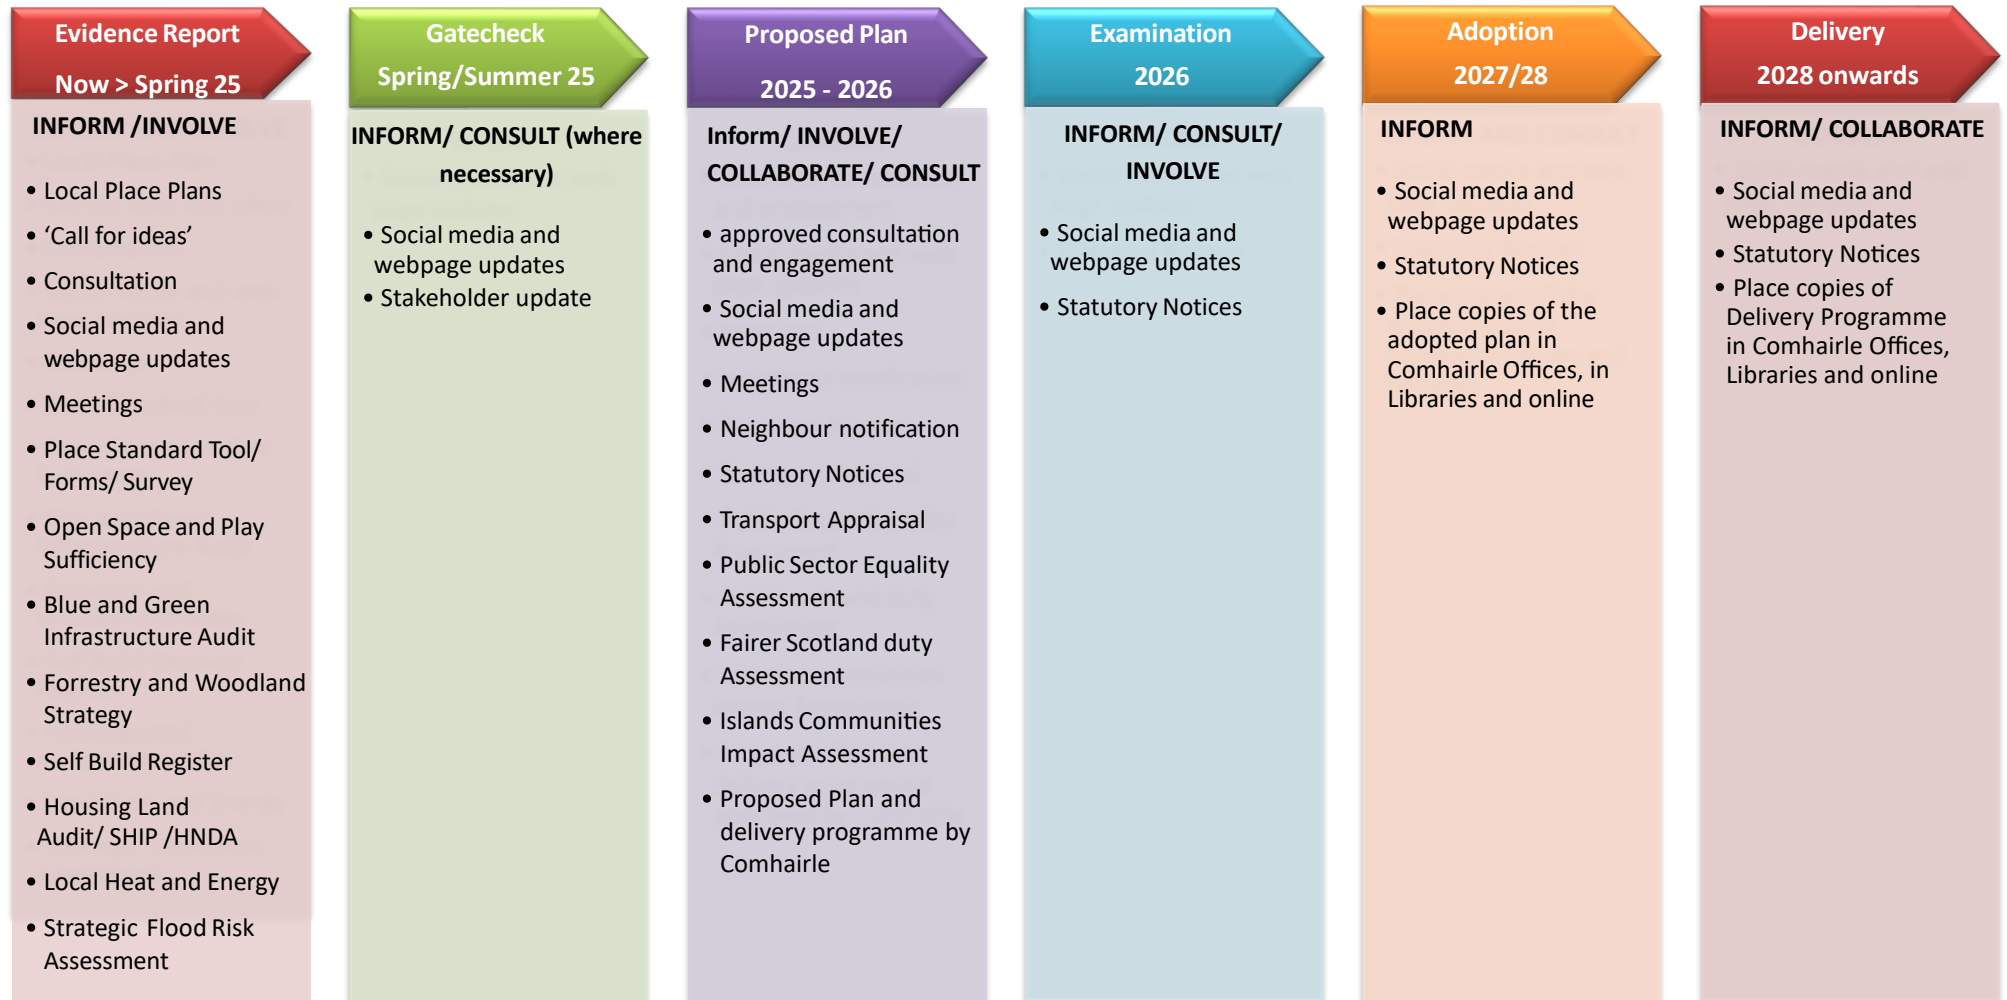 Evidence Report
Now > Spring 25
INFORM /INVOLVE
• Local Place Plans
• ‘Call for ideas’
• Consultation
• Social media and
webpage updates
• Meetings
• Place Standard Tool/
Forms/ Survey
• Open Space and Play
Sufficiency
• Blue and Green
Infrastructure Audit
• Forrestry and Woodland
Strategy
• Self Build Register
• Housing Land
Audit/ SHIP /HNDA
• Local Heat and Energy
• Strategic Flood Risk
Assessment
Gatecheck
Spring/Summer 25
INFORM/ CONSULT (where
necessary)
• Social media and
webpage updates
• Stakeholder update
Proposed Plan
2025 - 2026
Inform/ INVOLVE/
COLLABORATE/ CONSULT
• approved consultation
and engagement
• Social media and
webpage updates
• Meetings
• Neighbour notification
• Statutory Notices
• Transport Appraisal
• Public Sector Equality
Assessment
• Fairer Scotland duty
Assessment
• Islands Communities
Impact Assessment
• Proposed Plan and
delivery programme by
Comhairle
Examination
2026
INFORM/ CONSULT/
INVOLVE
• Social media and
webpage updates
• Statutory Notices
Adoption
2027/28
INFORM
• Social media and
webpage updates
• Statutory Notices
• Place copies of the
adopted plan in
Comhairle Offices, in
Libraries and online
Delivery
2028 onwards
INFORM/ COLLABORATE
• Social media and
webpage updates
• Statutory Notices
• Place copies of
Delivery Programme
in Comhairle Offices,
Libraries and online